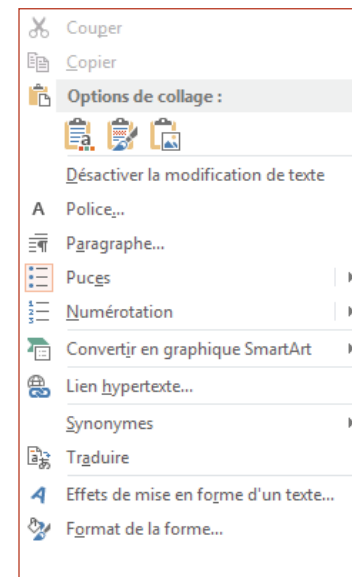 Couper
Copier
Options de collage :
Désactiver la modification de texte
Police...
Paragraphe...
Puces
Numérotation
Convertir en graphique SmartArt
Lien hypertexte...
Synonymes
Traduire
Effets de mise en forme d'un texte...
Format de la forme...